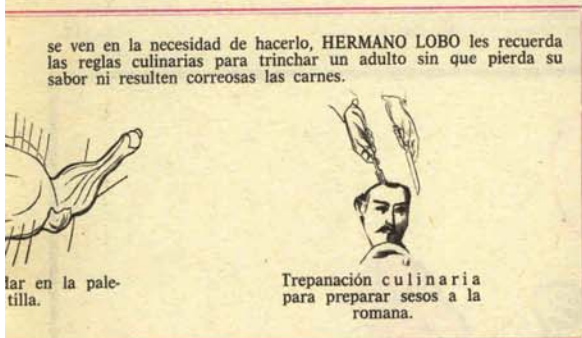 se ven en la necesidad de hacerlo, HERMANO LOBO les recuerda
las reglas culinarias para trinchar un adulto sin que pierda su
sabor ni resulten correosas las carnes.
en la pale-
tilla.
Trepanación culinaria
para preparar sesos a la
romana.